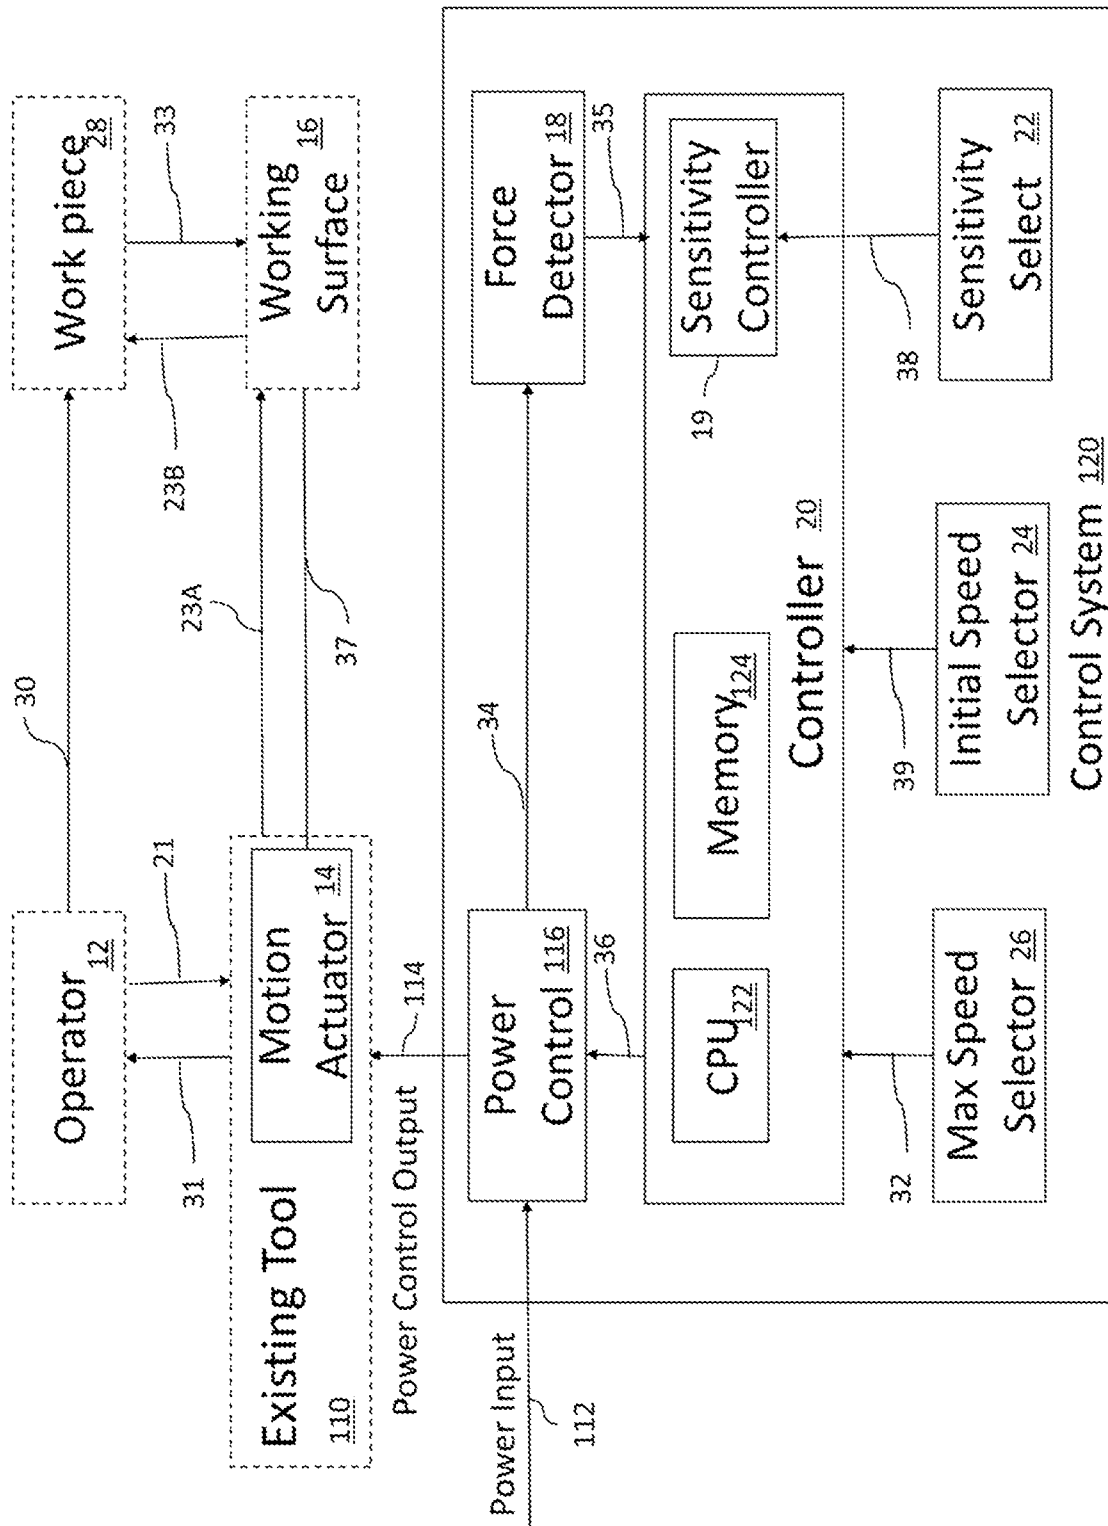 Operator
12
30
Work piece
28
31
21
23B
33
Existing Tool
110
Motion
Actuator
14
23A
37
Working
Surface
16
Power Control Output
114
Power Input
112
Power
Control
116
34
Force
Detector
18
36
35
CPU
122
Memory
124
Sensitivity
Controller
19
Controller
20
32
39
38
Max Speed
Selector
26
Initial Speed
Selector
24
Sensitivity
Select
22
Control System
120